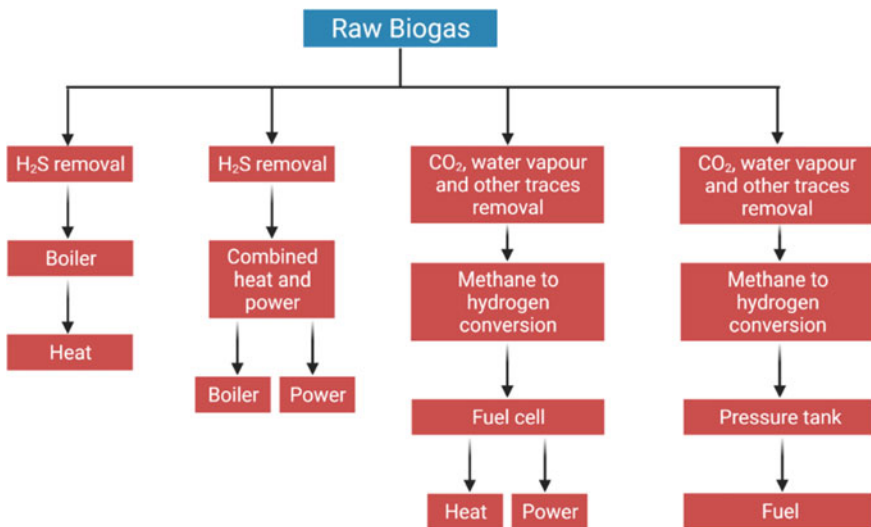 Raw Biogas
H₂S removal
H₂S removal
CO₂, water vapour
and other traces
removal
CO₂, water vapour
and other traces
removal
Boiler
Combined
heat and
power
Methane to
hydrogen
conversion
Methane to
hydrogen
conversion
Heat
Boiler
Power
Fuel cell
Pressure tank
Heat
Power
Fuel